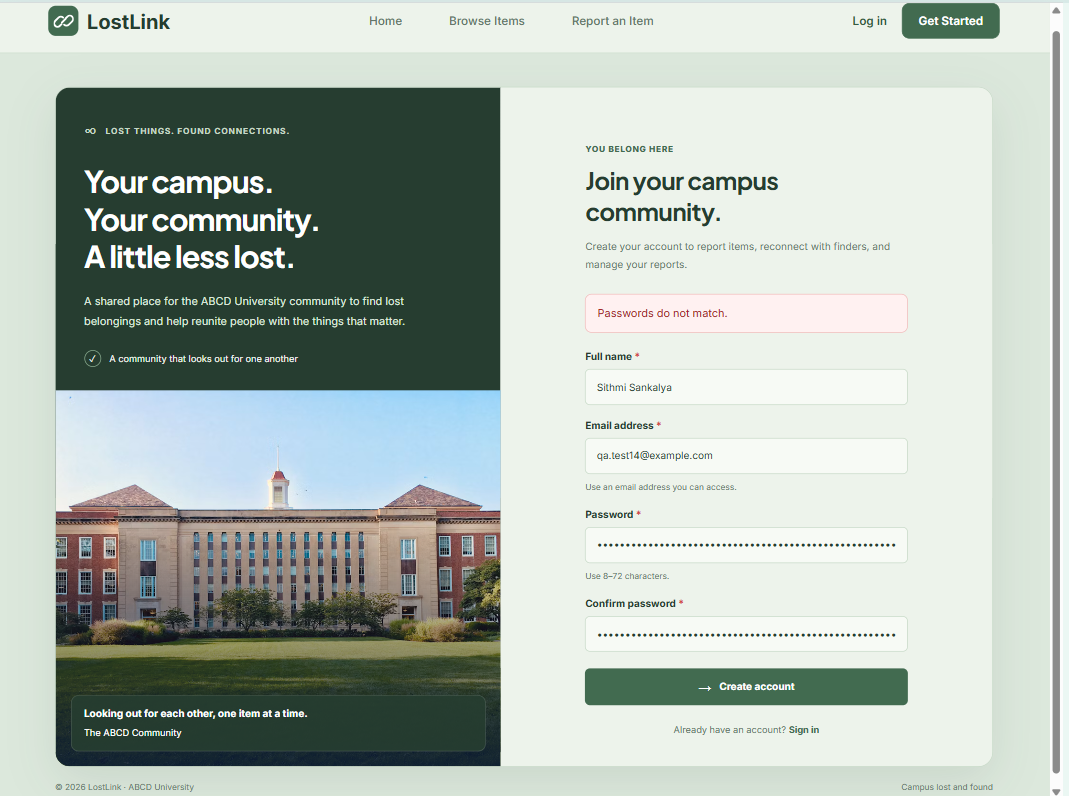 LostLink
Home
Browse Items
Report an Item
Log in
Get Started
LOST THINGS. FOUND CONNECTIONS.
Your campus.
Your community.
A little less lost.
A shared place for the ABCD University community to find lost
belongings and help reunite people with the things that matter.
A community that looks out for one another
Looking out for each other, one item at a time.
The ABCD Community
YOU BELONG HERE
Join your campus
community.
Create your account to report items, reconnect with finders, and
manage your reports.
Passwords do not match.
Full name *
Sithmi Sankalya
Email address *
qa.test14@example.com
Use an email address you can access.
Password *
Use 8–72 characters.
Confirm password *
→ Create account
Already have an account? Sign in
© 2026 LostLink · ABCD University
Campus lost and found